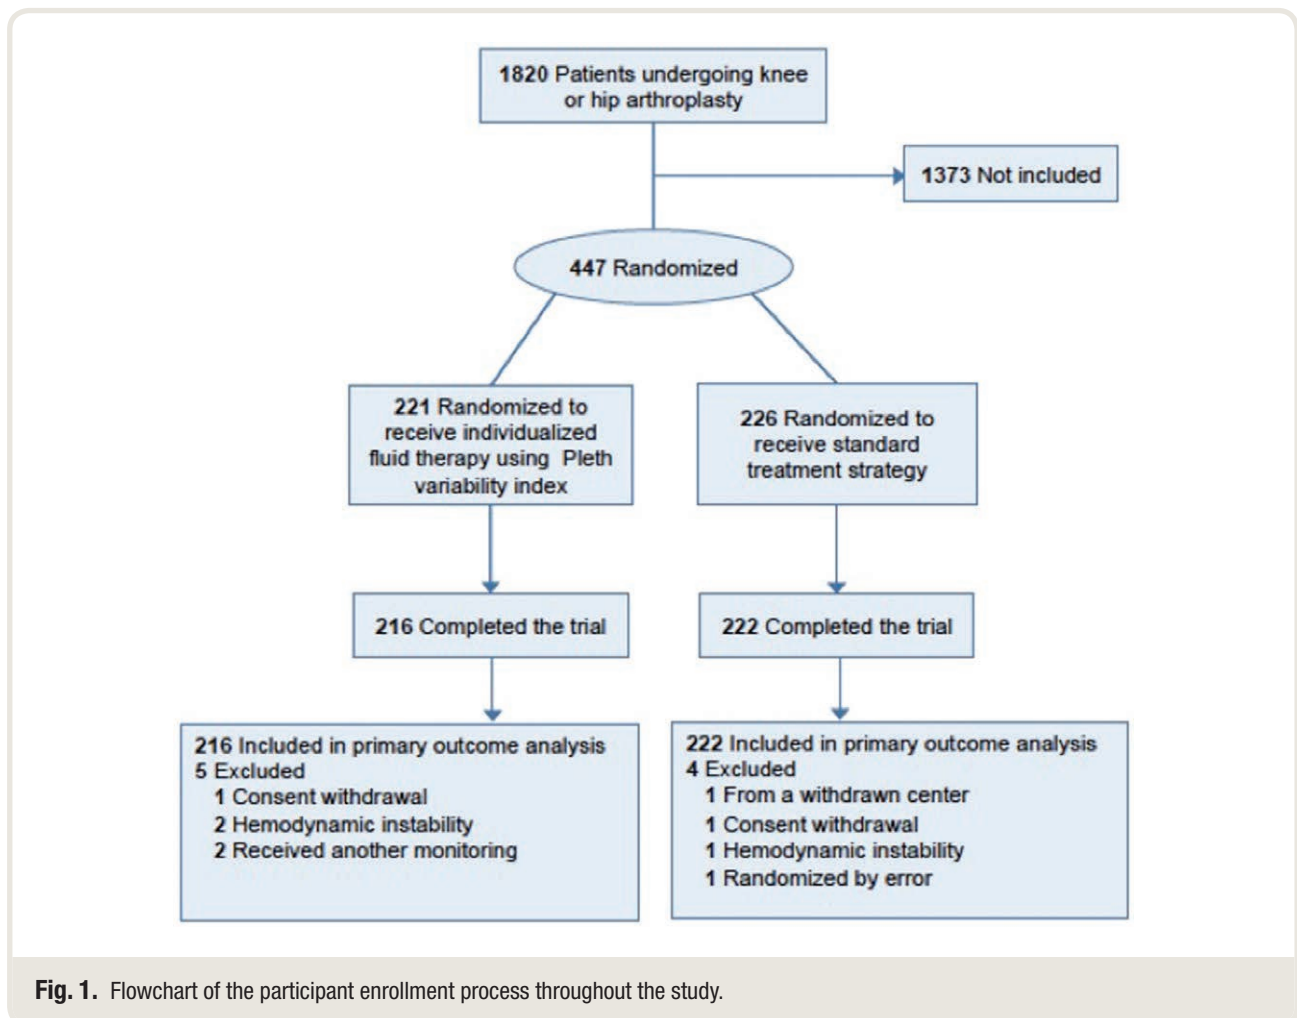 1820 Patients undergoing knee
or hip arthroplasty
1373 Not included
447 Randomized
221 Randomized to
receive individualized
fluid therapy using Pleth
variability index
226 Randomized to
receive standard
treatment strategy
216 Completed the trial
222 Completed the trial
216 Included in primary outcome analysis
5 Excluded
1 Consent withdrawal
2 Hemodynamic instability
2 Received another monitoring
222 Included in primary outcome analysis
4 Excluded
1 From a withdrawn center
1 Consent withdrawal
1 Hemodynamic instability
1 Randomized by error
Fig. 1. Flowchart of the participant enrollment process throughout the study.